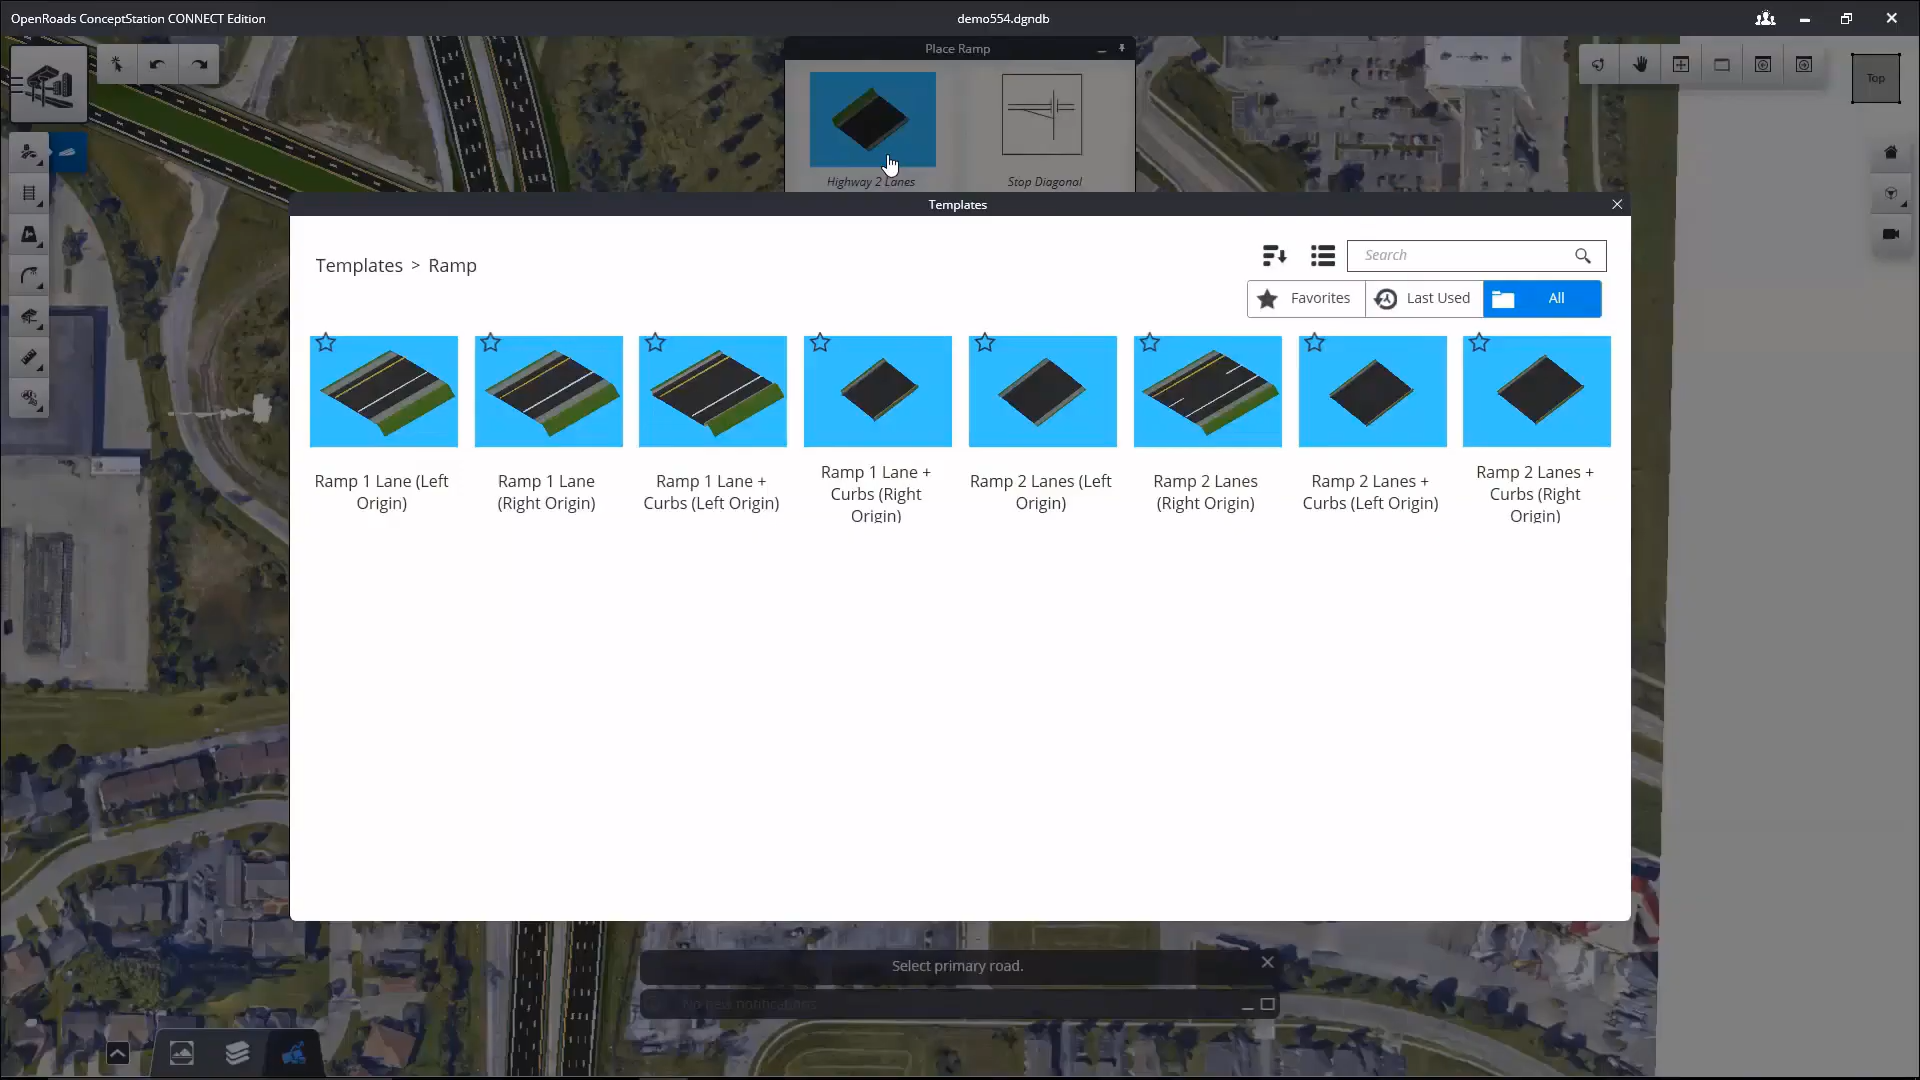 OpenRoads ConceptStation CONNECT Edition
demo554.dgndb
Place Ramp
Top
Highway 2 Lanes
Stop Diagonal
Templates
Templates > Ramp
Search
Favorites
Last Used
All
Ramp 1 Lane (Left
Origin)
Ramp 1 Lane
(Right Origin)
Ramp 1 Lane +
Curbs (Left Origin)
Ramp 1 Lane +
Curbs (Right
Origin)
Ramp 2 Lanes (Left
Origin)
Ramp 2 Lanes
(Right Origin)
Ramp 2 Lanes +
Curbs (Left Origin)
Ramp 2 Lanes +
Curbs (Right
Origin)
Select primary road.
No new notifications